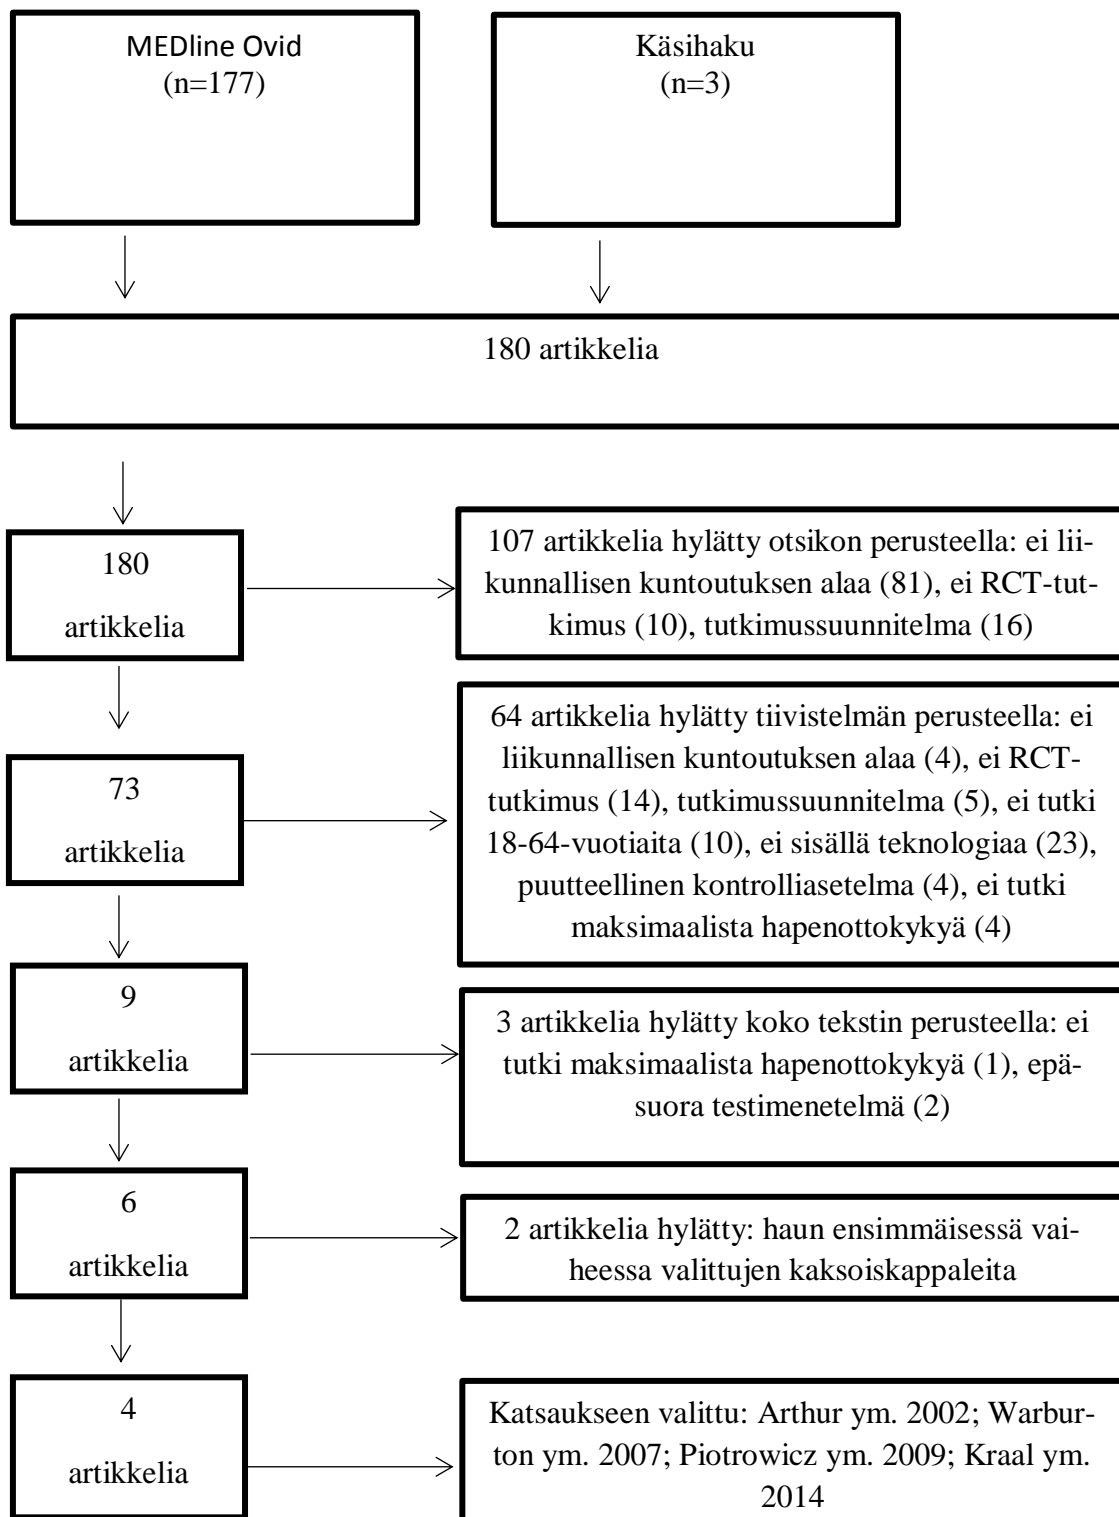 MEDline Ovid
(n=177)
Käsihaku
(n=3)
180 artikkelia
180
artikkelia
107 artikkelia hylätty otsikon perusteella: ei lii-
kunnallisen kuntoutuksen alaa (81), ei RCT-tut-
kimus (10), tutkimussuunnitelma (16)
73
artikkelia
64 artikkelia hylätty tiivistelmän perusteella: ei
liikunnallisen kuntoutuksen alaa (4), ei RCT-
tutkimus (14), tutkimussuunnitelma (5), ei tutki
18-64-vuotiaita (10), ei sisällä teknologiaa (23),
puutteellinen kontrolliasetelma (4), ei tutki
maksimaalista hapenottokykyä (4)
9
artikkelia
3 artikkelia hylätty koko tekstin perusteella: ei
tutki maksimaalista hapenottokykyä (1), epä-
suora testimenetelmä (2)
6
artikkelia
2 artikkelia hylätty: haun ensimmäisessä vai-
heessa valittujen kaksoiskappaleita
4
artikkelia
Katsaukseen valittu: Arthur ym. 2002; Warbur-
ton ym. 2007; Piotrowicz ym. 2009; Kraal ym.
2014